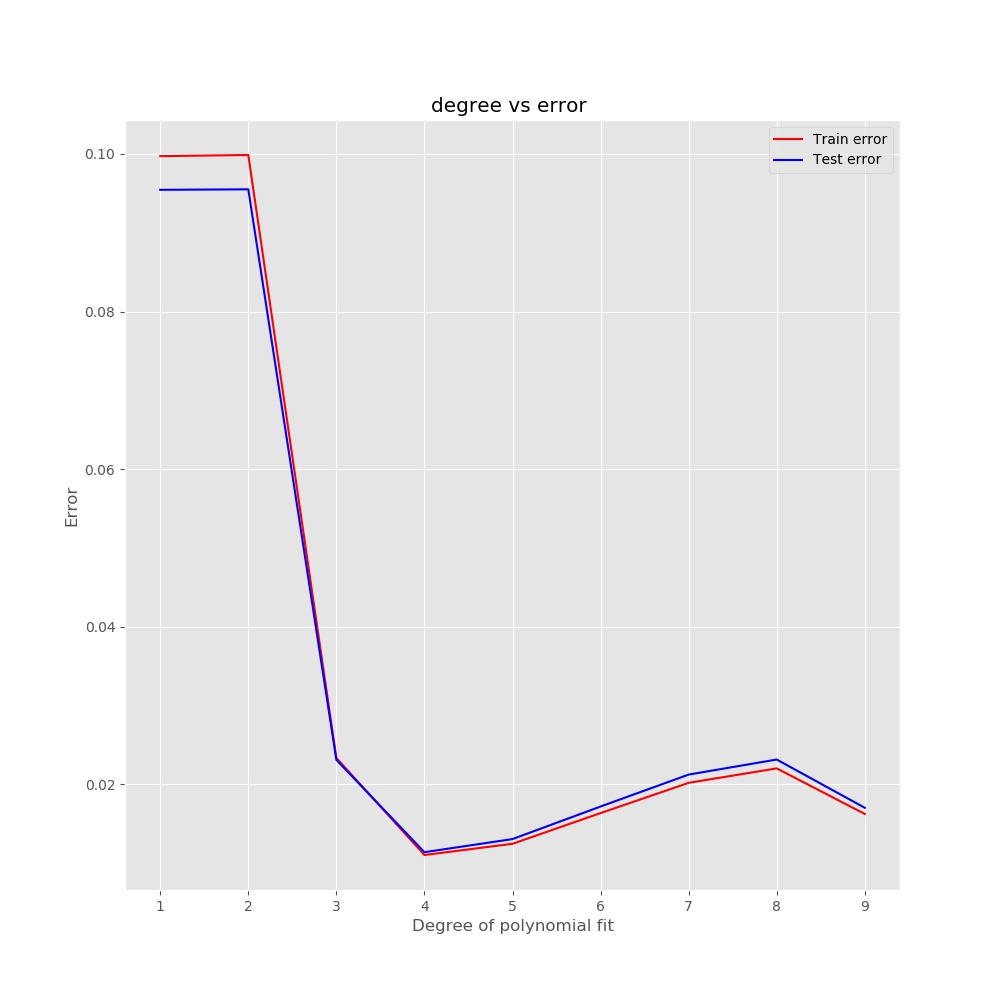 degree vs error
Train error
Test error
0.10
0.08
0.06
0.04
0.02
Error
1 2 3 4 5 6 7 8 9
Degree of polynomial fit